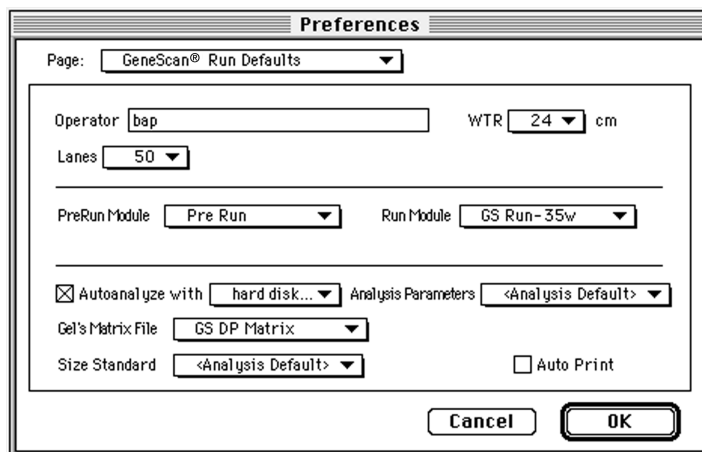 Preferences
Page: GeneScan® Run Defaults
Operator bap WTR 24 cm
Lanes 50
PreRun Module Pre Run Run Module GS Run-35w
Autoanalyze with hard disk... Analysis Parameters <Analysis Default>
Gel's Matrix File GS DP Matrix
Size Standard <Analysis Default> Auto Print
Cancel OK